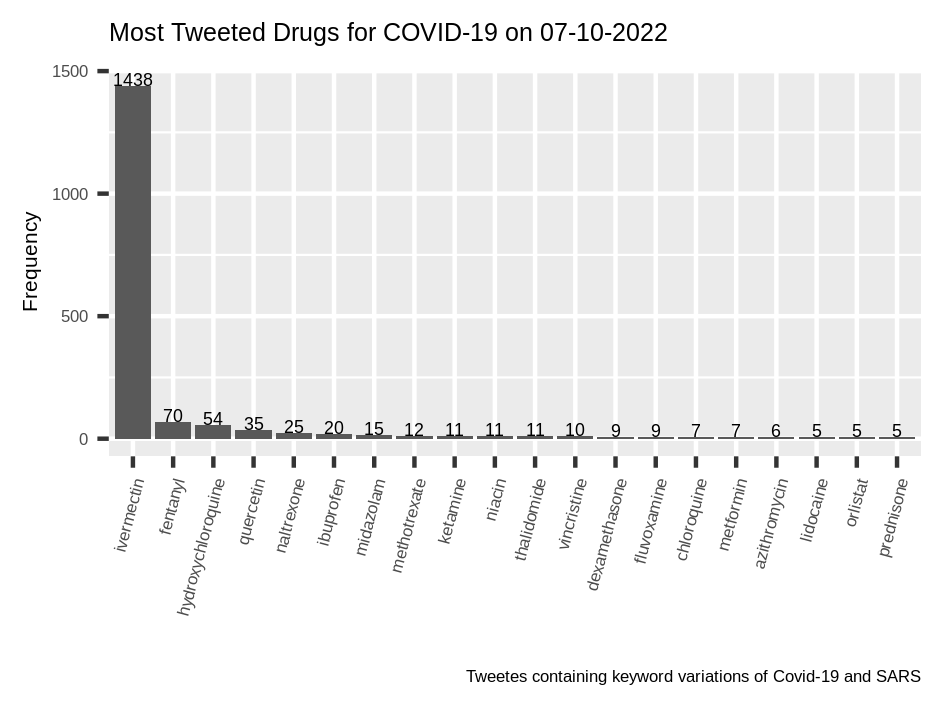 Most Tweeted Drugs for COVID-19 on 07-10-2022
Frequency
1500
1000
500
0
1438
70
54
35
25
20
15
12
11
11
11
10
9
9
7
7
6
5
5
5
ivermectin
fentanyl
hydroxychloroquine
quercetin
naltrexone
ibuprofen
midazolam
methotrexate
ketamine
niacin
thalidomide
vincristine
dexamethasone
fluvoxamine
chloroquine
metformin
azithromycin
lidocaine
orlistat
prednisone
Tweetes containing keyword variations of Covid-19 and SARS